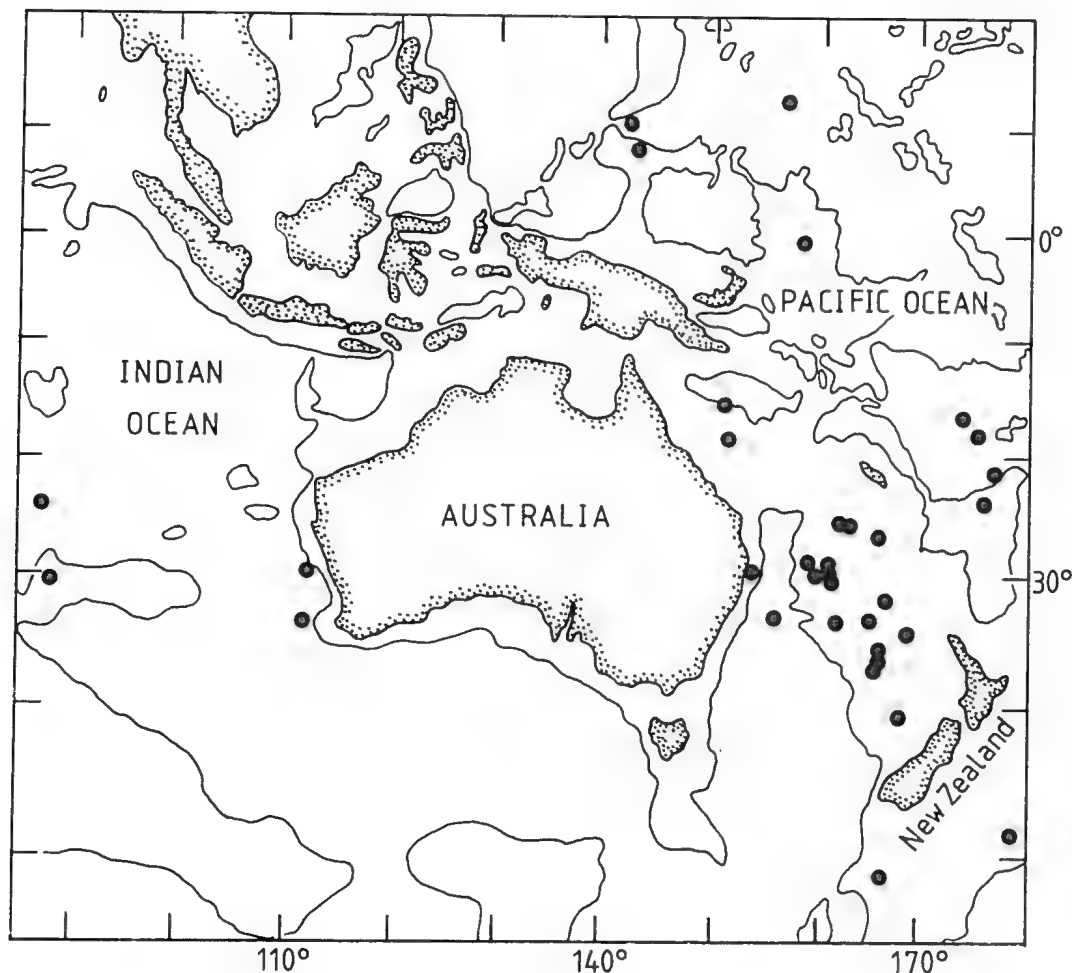 0°
PACIFIC OCEAN
INDIAN
OCEAN
AUSTRALIA
30°
New Zealand
110°
140°
170°